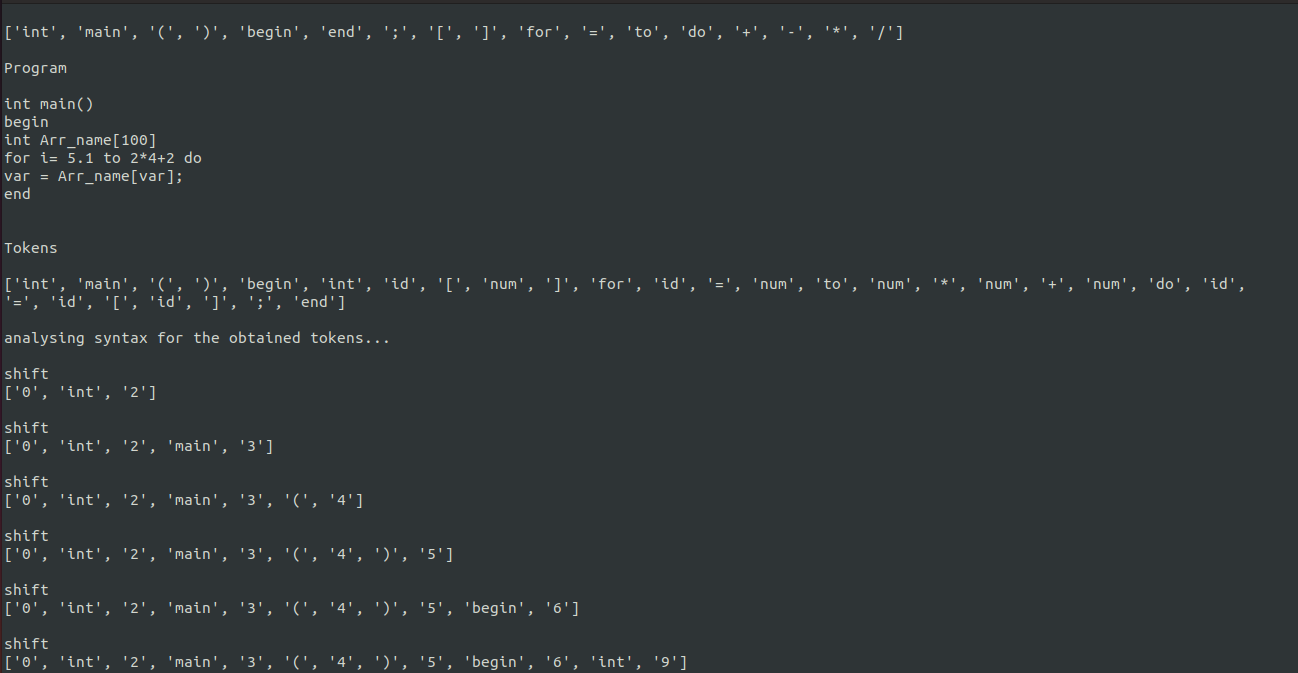 ['int', 'main', '(', ')', 'begin', 'end', ';', '[', ']', 'for', '=', 'to', 'do', '+', '-', '*', '/']
Program
int main()
begin
int Arr_name[100]
for i= 5.1 to 2*4+2 do
var = Arr_name[var];
end
Tokens
['int', 'main', '(', ')', 'begin', 'int', 'id', '[', 'num', ']', 'for', 'id', '=', 'num', 'to', 'num', '*', 'num', '+', 'num', 'do', 'id',
'=', 'id', '[', 'id', ']', ';', 'end']
analysing syntax for the obtained tokens...
shift
['0', 'int', '2']
shift
['0', 'int', '2', 'main', '3']
shift
['0', 'int', '2', 'main', '3', '(', '4']
shift
['0', 'int', '2', 'main', '3', '(', '4', ')', '5']
shift
['0', 'int', '2', 'main', '3', '(', '4', ')', '5', 'begin', '6']
shift
['0', 'int', '2', 'main', '3', '(', '4', ')', '5', 'begin', '6', 'int', '9']